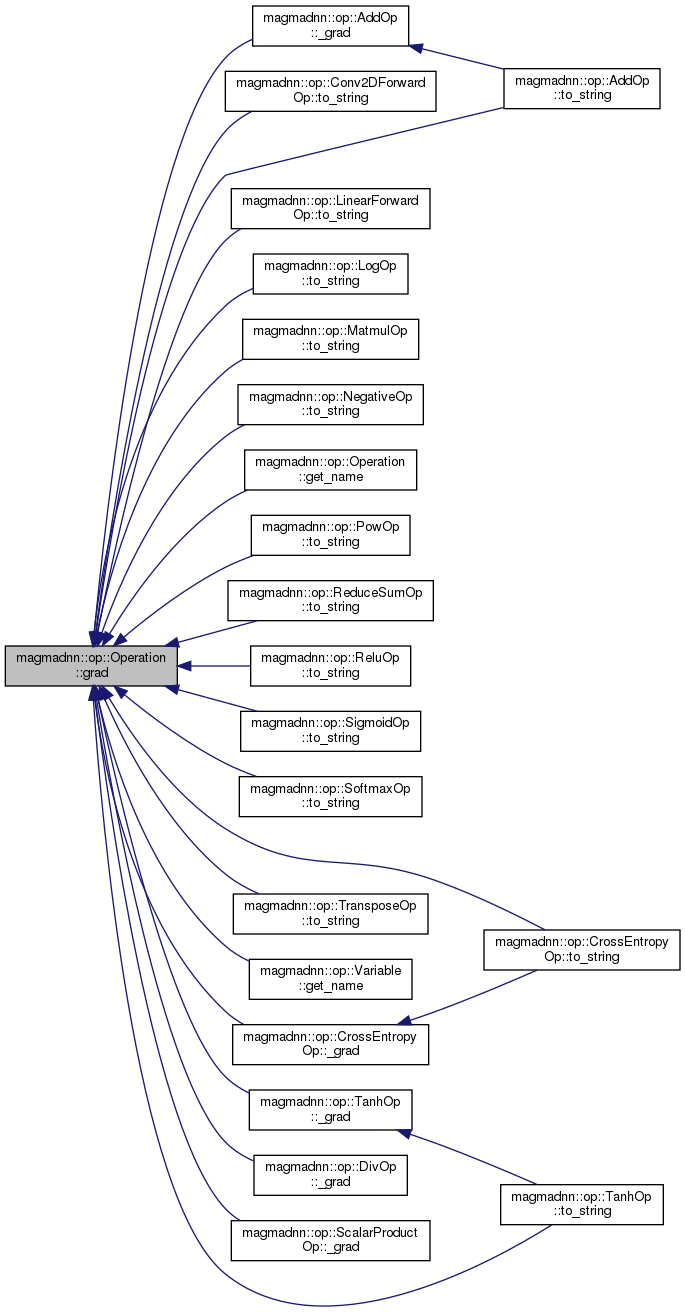 magmadnn::op::AddOp
::_grad
magmadnn::op::AddOp
::to_string
magmadnn::op::Conv2DForward
Op::to_string
magmadnn::op::LinearForward
Op::to_string
magmadnn::op::LogOp
::to_string
magmadnn::op::MatmulOp
::to_string
magmadnn::op::NegativeOp
::to_string
magmadnn::op::Operation
::get_name
magmadnn::op::PowOp
::to_string
magmadnn::op::ReduceSumOp
::to_string
magmadnn::op::Operation
::grad
magmadnn::op::ReluOp
::to_string
magmadnn::op::SigmoidOp
::to_string
magmadnn::op::SoftmaxOp
::to_string
magmadnn::op::TransposeOp
::to_string
magmadnn::op::CrossEntropy
Op::to_string
magmadnn::op::Variable
::get_name
magmadnn::op::CrossEntropy
Op::_grad
magmadnn::op::TanhOp
::_grad
magmadnn::op::DivOp
::_grad
magmadnn::op::TanhOp
::to_string
magmadnn::op::ScalarProduct
Op::_grad